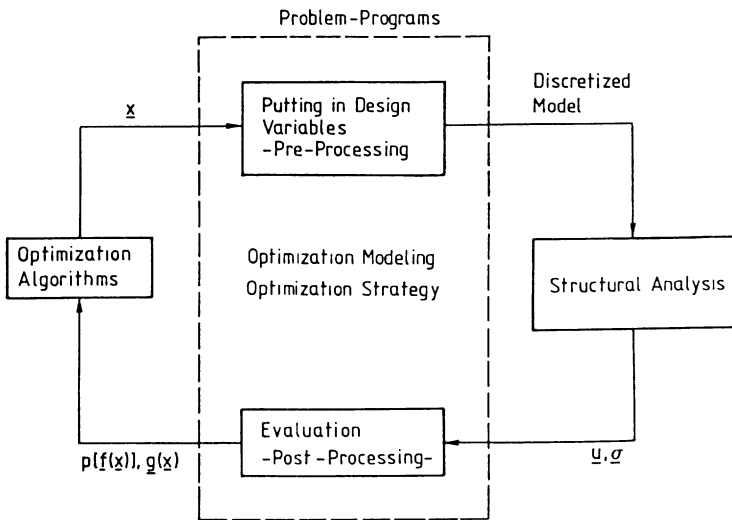 Problem-Programs
Putting in Design
Variables
-Pre-Processing
Discretized
Model
x
Optimization
Algorithms
Optimization Modeling
Optimization Strategy
Structural Analysis
Evaluation
-Post-Processing-
p[f(x)], g(x)
u,σ